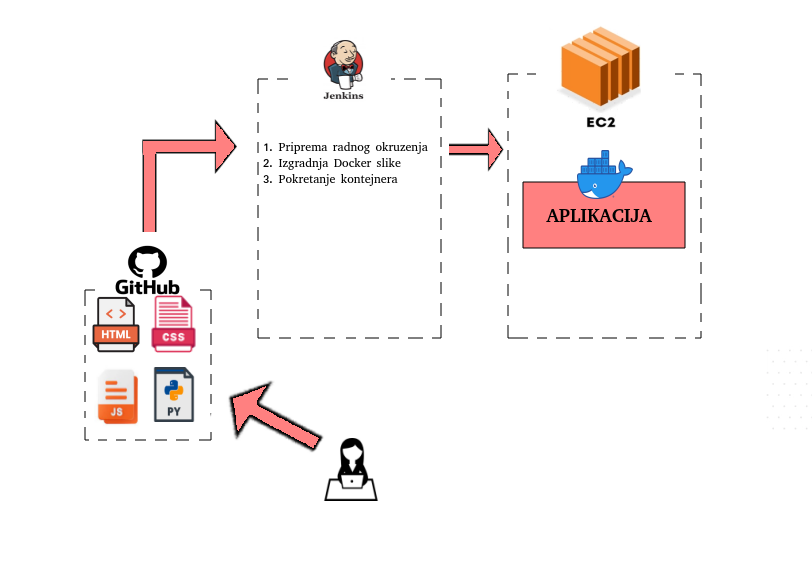 Jenkins
EC2
1. Priprema radnog okruzenja
2. Izgradnja Docker slike
3. Pokretanje kontejnera
APLIKACIJA
GitHub
HTML
CSS
JS
PY